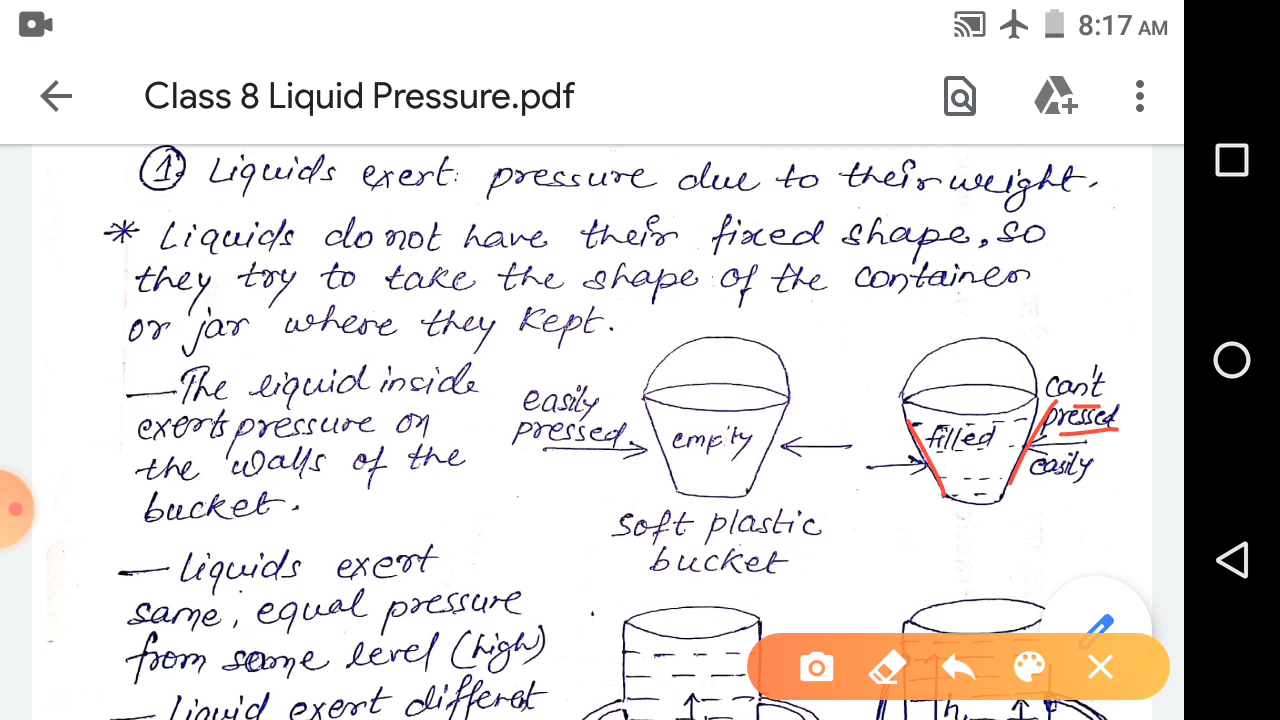 8:17 AM
Class 8 Liquid Pressure.pdf
① Liquids exert pressure due to their weight.
* Liquids do not have their fixed shape, so
they try to take the shape of the container
or jar where they kept.
— The liquid inside
exerts pressure on
the walls of the
bucket.
easily
pressed
empty
filled
can't
pressed
easily
soft plastic
bucket
— Liquids exert
same, equal pressure
from same level (high)
— Liquid exert different
h